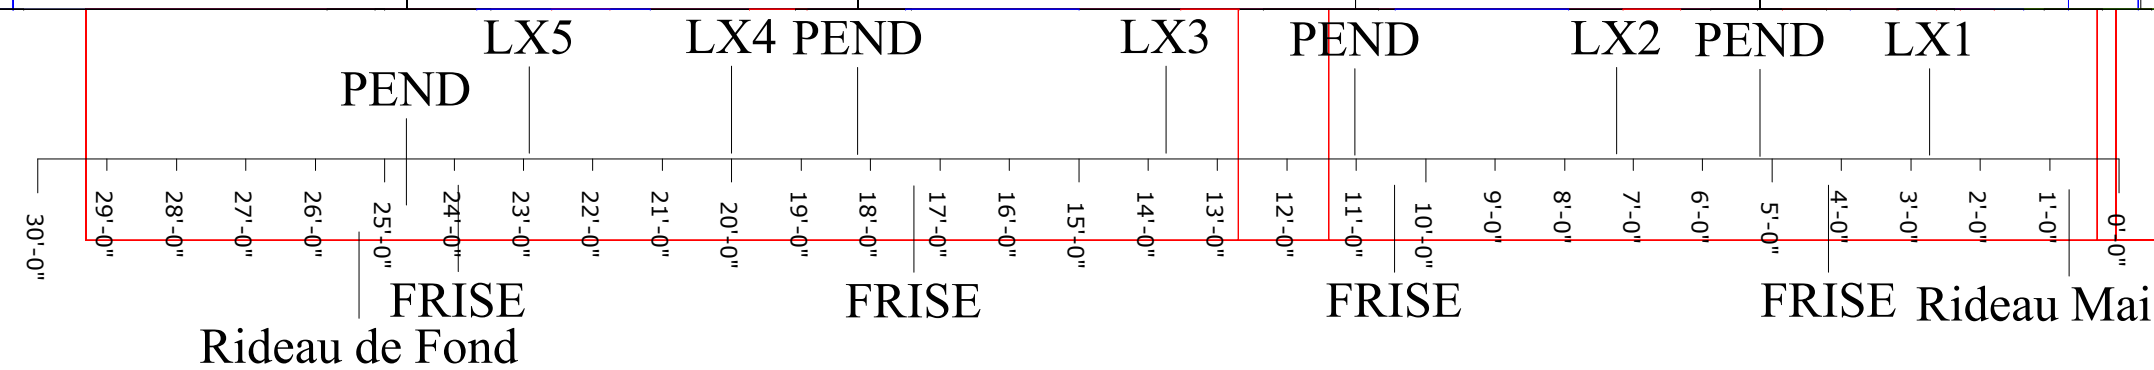 LX5 LX4 PEND LX3 PEND LX2 PEND LX1
PEND
30'-0" 29'-0" 28'-0" 27'-0" 26'-0" 25'-0" 24'-0" 23'-0" 22'-0" 21'-0" 20'-0" 19'-0" 18'-0" 17'-0" 16'-0" 15'-0" 14'-0" 13'-0" 12'-0" 11'-0" 10'-0" 9'-0" 8'-0" 7'-0" 6'-0" 5'-0" 4'-0" 3'-0" 2'-0" 1'-0" 0'-0"
FRISE FRISE FRISE FRISE Rideau Mai
Rideau de Fond